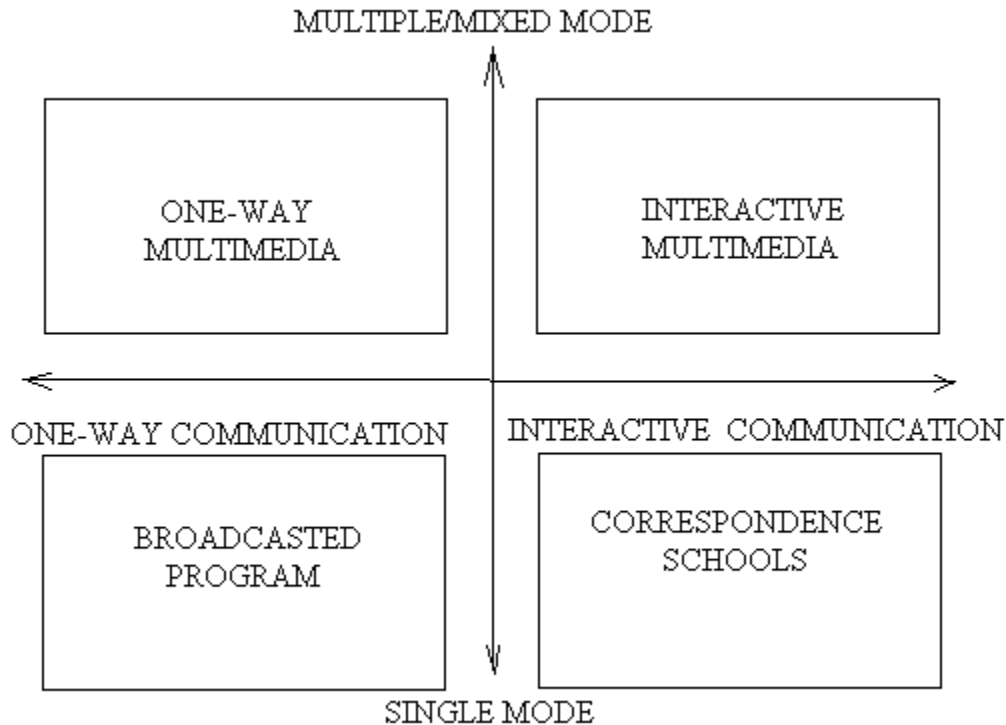 MULTIPLE/MIXED MODE
ONE-WAY
MULTIMEDIA
INTERACTIVE
MULTIMEDIA
ONE-WAY COMMUNICATION
INTERACTIVE COMMUNICATION
BROADCASTED
PROGRAM
CORRESPONDENCE
SCHOOLS
SINGLE MODE